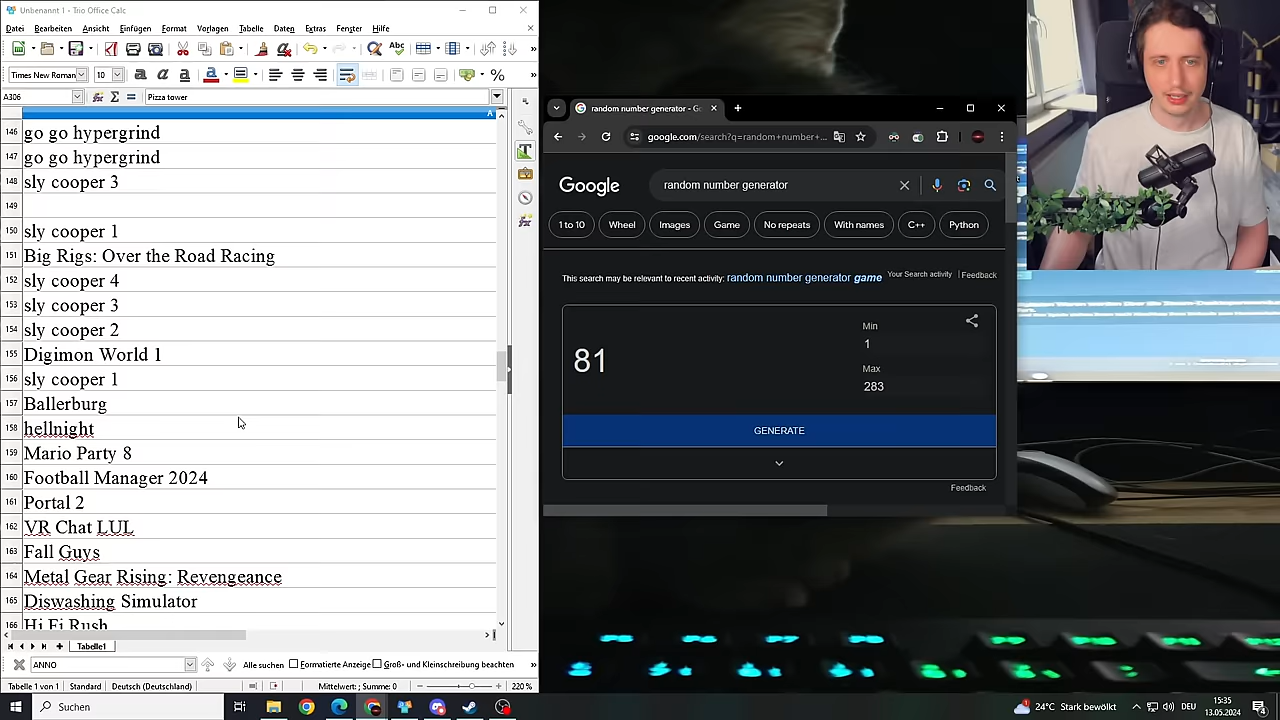 Unbenannt 1 - Trio Office Calc
Datei Bearbeiten Ansicht Einfügen Format Vorlagen Tabelle Daten Extras Fenster Hilfe
Times New Roman 10
A306 Pizza tower
A
146 go go hypergrind
147 go go hypergrind
148 sly cooper 3
149
150 sly cooper 1
151 Big Rigs: Over the Road Racing
152 sly cooper 4
153 sly cooper 3
154 sly cooper 2
155 Digimon World 1
156 sly cooper 1
157 Ballerburg
158 hellnight
159 Mario Party 8
160 Football Manager 2024
161 Portal 2
162 VR Chat LUL
163 Fall Guys
164 Metal Gear Rising: Revengeance
165 Diswashing Simulator
166 Hi Fi Rush
Tabelle1
ANNO Alle suchen Formatierte Anzeige Groß- und Kleinschreibung beachten
Tabelle 1 von 1 Standard Deutsch (Deutschland) Mittelwert: ; Summe: 0 220 %
random number generator - Go
google.com/search?q=random+number+...
Google random number generator
1 to 10 Wheel Images Game No repeats With names C++ Python
This search may be relevant to recent activity: random number generator game Your Search activity Feedback
81
Min
1
Max
283
GENERATE
Feedback
Suchen
24°C Stark bewölkt DEU 15:35
13.05.2024